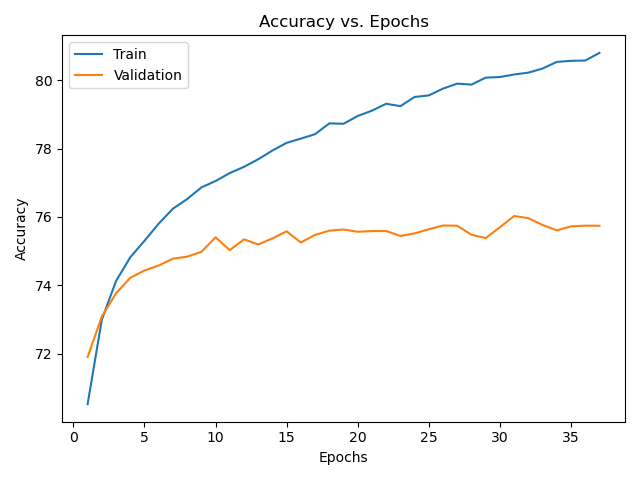 Accuracy vs. Epochs
Train
Validation
80
78
76
74
72
Accuracy
0 5 10 15 20 25 30 35
Epochs